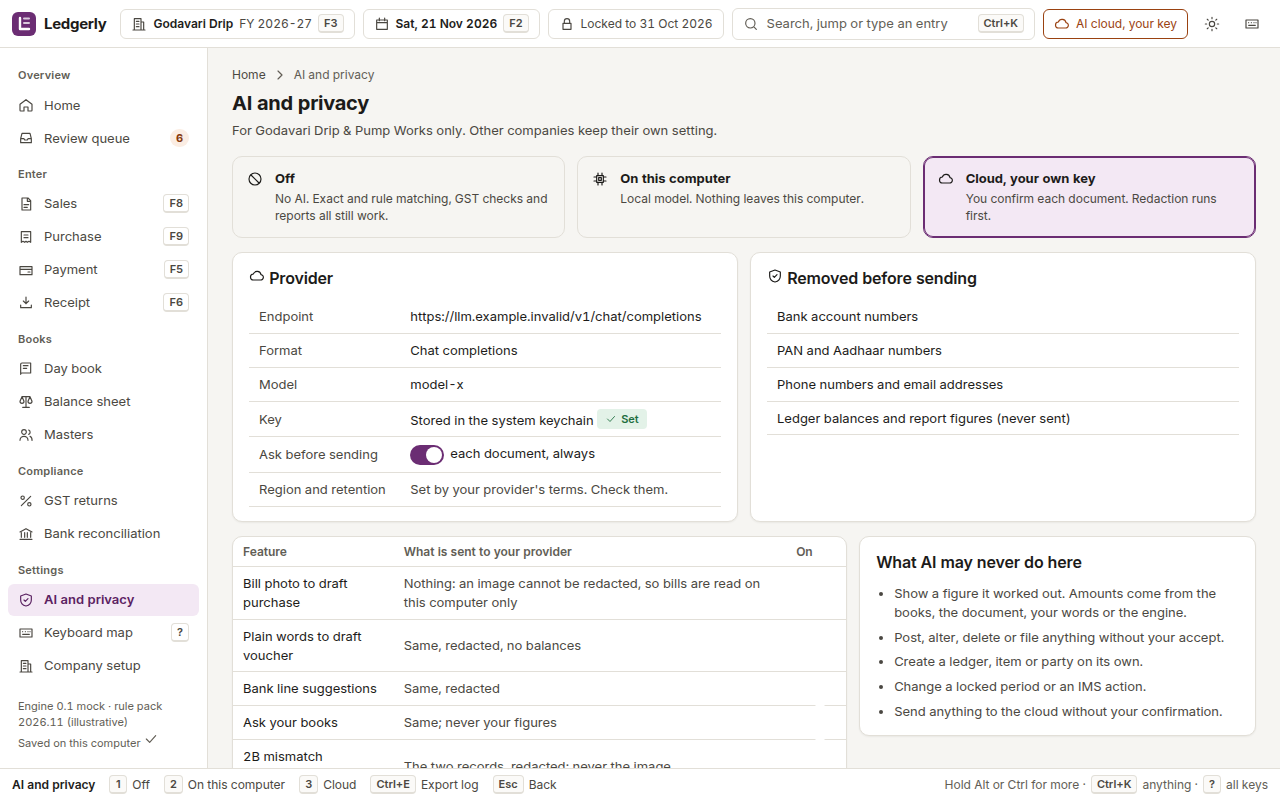 Ledgerly
Godavari Drip FY 2026-27 F3
Sat, 21 Nov 2026 F2
Locked to 31 Oct 2026
Search, jump or type an entry Ctrl+K
AI cloud, your key
Overview
Home
Review queue 6
Enter
Sales F8
Purchase F9
Payment F5
Receipt F6
Books
Day book
Balance sheet
Masters
Compliance
GST returns
Bank reconciliation
Settings
AI and privacy
Keyboard map ?
Company setup
Engine 0.1 mock · rule pack
2026.11 (illustrative)
Saved on this computer
Home > AI and privacy
AI and privacy
For Godavari Drip & Pump Works only. Other companies keep their own setting.
Off
No AI. Exact and rule matching, GST checks and
reports all still work.
On this computer
Local model. Nothing leaves this computer.
Cloud, your own key
You confirm each document. Redaction runs
first.
Provider
Endpoint https://llm.example.invalid/v1/chat/completions
Format Chat completions
Model model-x
Key Stored in the system keychain Set
Ask before sending each document, always
Region and retention Set by your provider's terms. Check them.
Removed before sending
Bank account numbers
PAN and Aadhaar numbers
Phone numbers and email addresses
Ledger balances and report figures (never sent)
Feature What is sent to your provider On
Bill photo to draft
purchase
Nothing: an image cannot be redacted, so bills are read on
this computer only
Plain words to draft
voucher
Same, redacted, no balances
Bank line suggestions Same, redacted
Ask your books Same; never your figures
2B mismatch
The two records, redacted; never the image
What AI may never do here
• Show a figure it worked out. Amounts come from the
books, the document, your words or the engine.
• Post, alter, delete or file anything without your accept.
• Create a ledger, item or party on its own.
• Change a locked period or an IMS action.
• Send anything to the cloud without your confirmation.
AI and privacy 1 Off 2 On this computer 3 Cloud Ctrl+E Export log Esc Back
Hold Alt or Ctrl for more · Ctrl+K anything · ? all keys